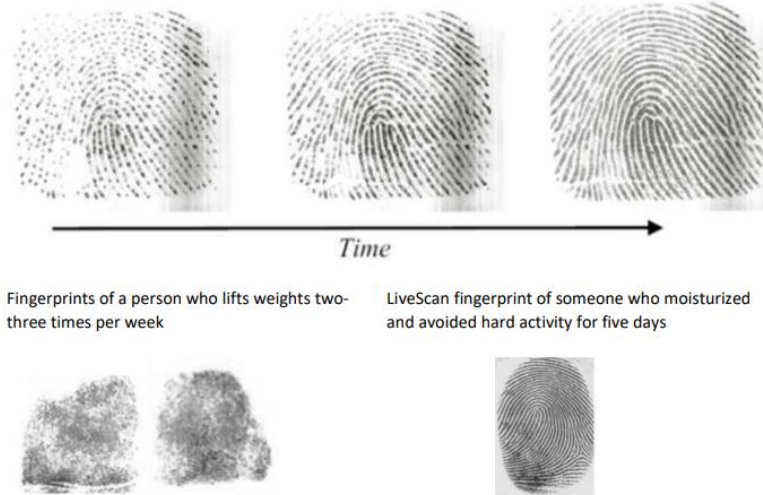 Time
Fingerprints of a person who lifts weights two-
three times per week
LiveScan fingerprint of someone who moisturized
and avoided hard activity for five days